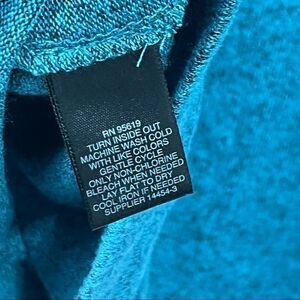 RN 95619
TURN INSIDE OUT
MACHINE WASH COLD
WITH LIKE COLORS
GENTLE CYCLE
ONLY NON-CHLORINE
BLEACH WHEN NEEDED
LAY FLAT TO DRY
COOL IRON IF NEEDED
SUPPLIER 14454-3